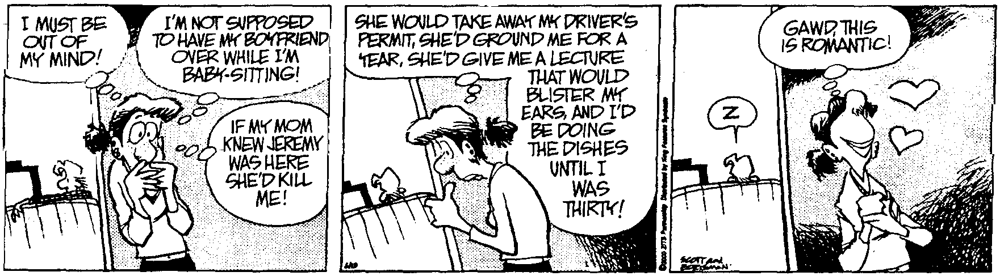 I MUST BE
OUT OF
MY MIND!
I'M NOT SUPPOSED
TO HAVE MY BOYFRIEND
OVER WHILE I'M
BABY-SITTING!
IF MY MOM
KNEW JEREMY
WAS HERE
SHE'D KILL
ME!
SHE WOULD TAKE AWAY MY DRIVER'S
PERMIT, SHE'D GROUND ME FOR A
YEAR, SHE'D GIVE ME A LECTURE
THAT WOULD
BLISTER MY
EARS, AND I'D
BE DOING
THE DISHES
UNTIL I
WAS
THIRTY!
©2000 ZITS Partnership Distributed by King Features Syndicate
GAWD, THIS
IS ROMANTIC!
Z
SCOTT AND
BORGMAN